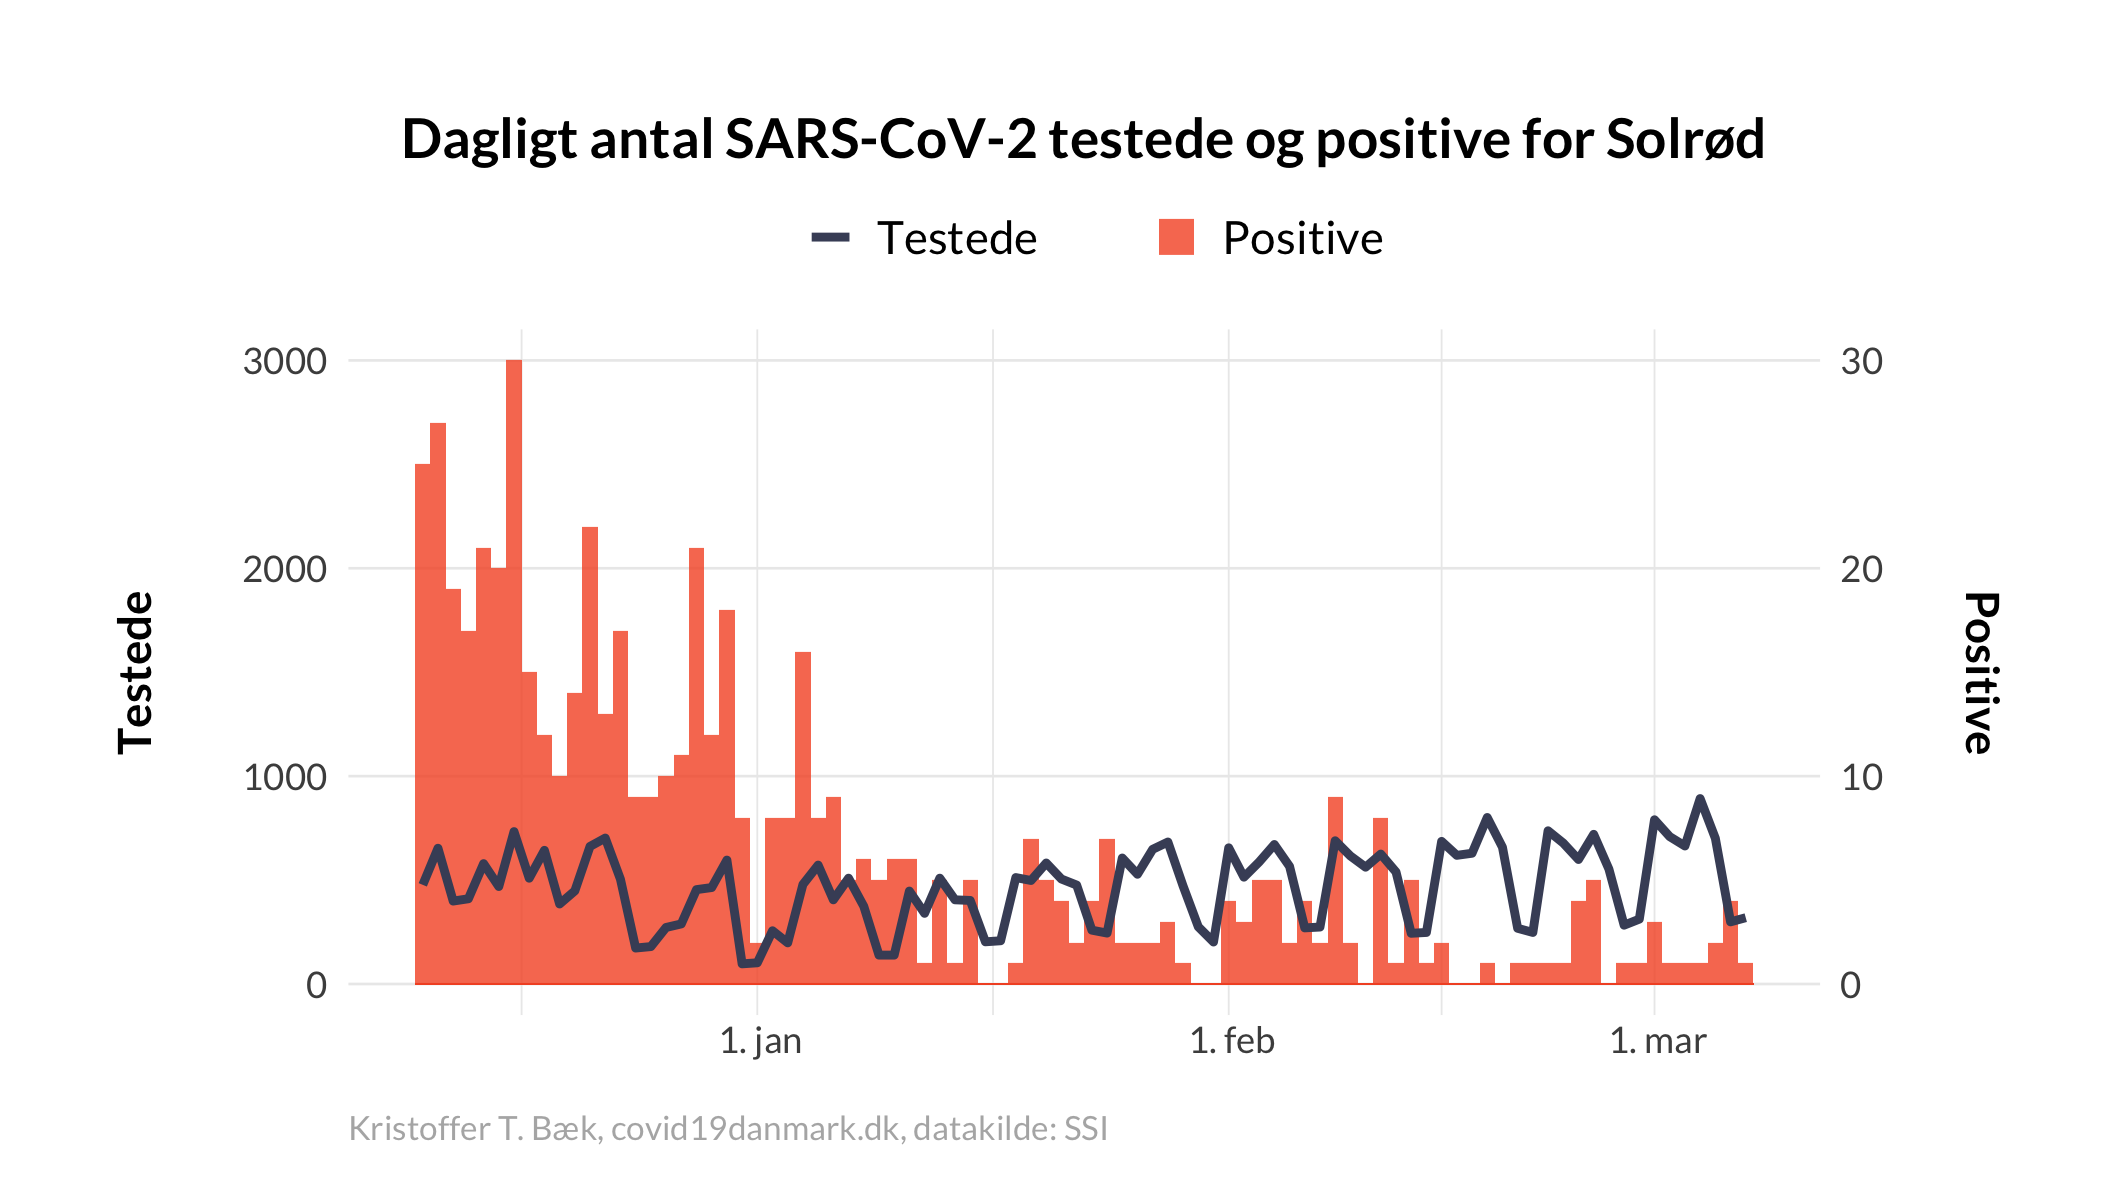 Dagligt antal SARS-CoV-2 testede og positive for Solrød
Testede
Positive
3000
2000
1000
0
30
20
10
0
Testede
Positive
1. jan
1. feb
1. mar
Kristoffer T. Bæk, covid19danmark.dk, datakilde: SSI